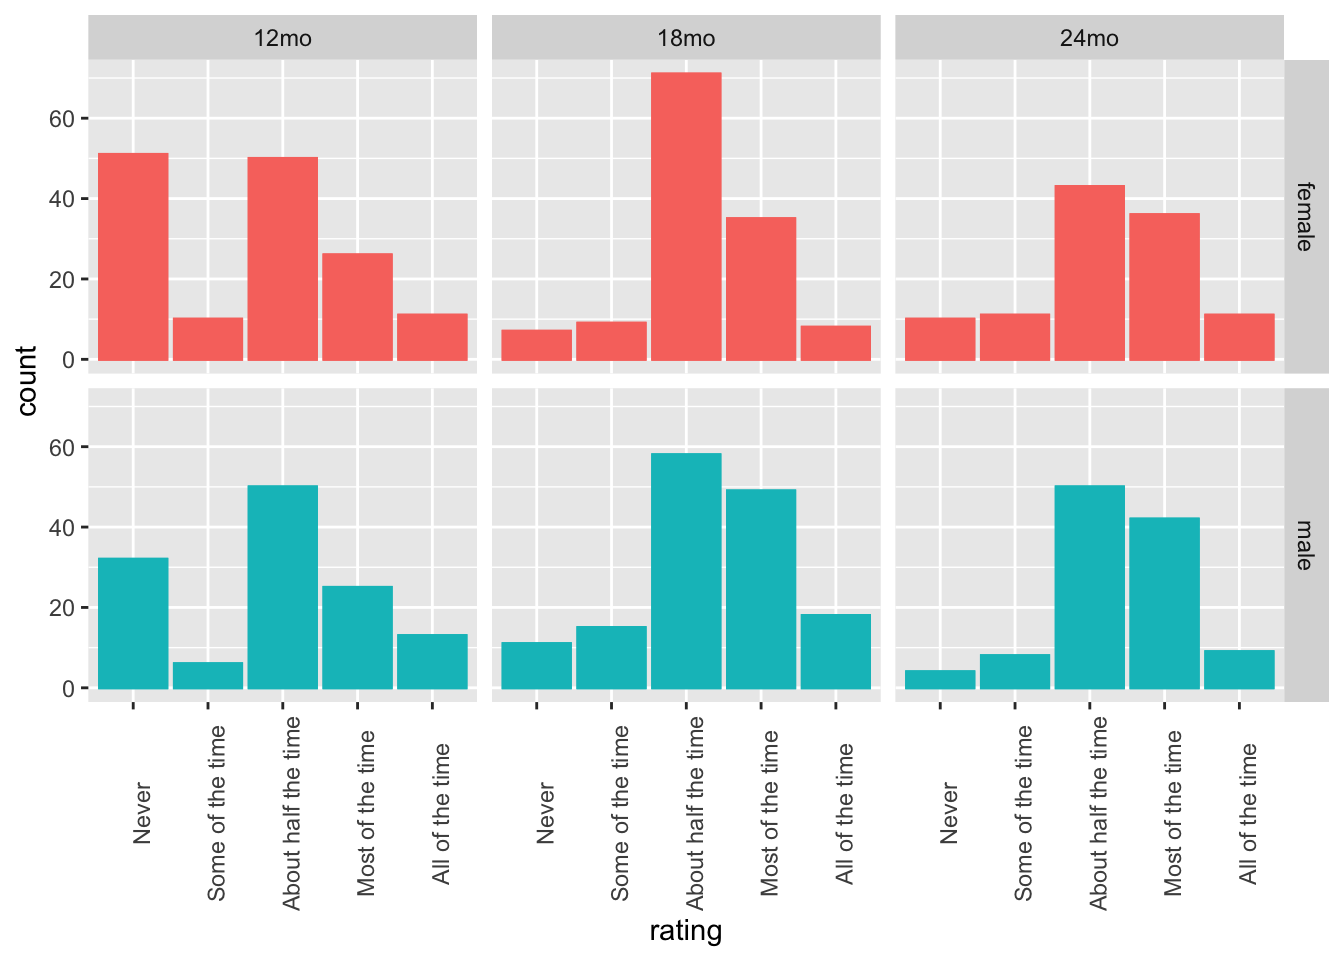 12mo
18mo
24mo
60
40
20
0
female
count
60
40
20
0
male
Never
Some of the time
About half the time
Most of the time
All of the time
Never
Some of the time
About half the time
Most of the time
All of the time
Never
Some of the time
About half the time
Most of the time
All of the time
rating